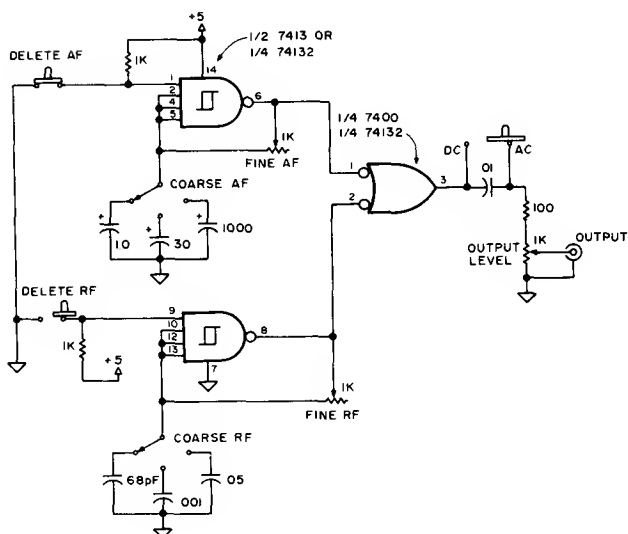 +5
1/2 7413 OR
1/4 74132
DELETE AF
1K
14
1
2
4
5
6
1/4 7400
1/4 74132
1K
FINE AF
DC
AC
1
2
3
.01
100
COARSE AF
+
1.0
+
30
+
1000
1K
OUTPUT
LEVEL
OUTPUT
DELETE RF
9
10
12
13
8
7
1K
+5
1K
FINE RF
COARSE RF
68pF
.001
.05